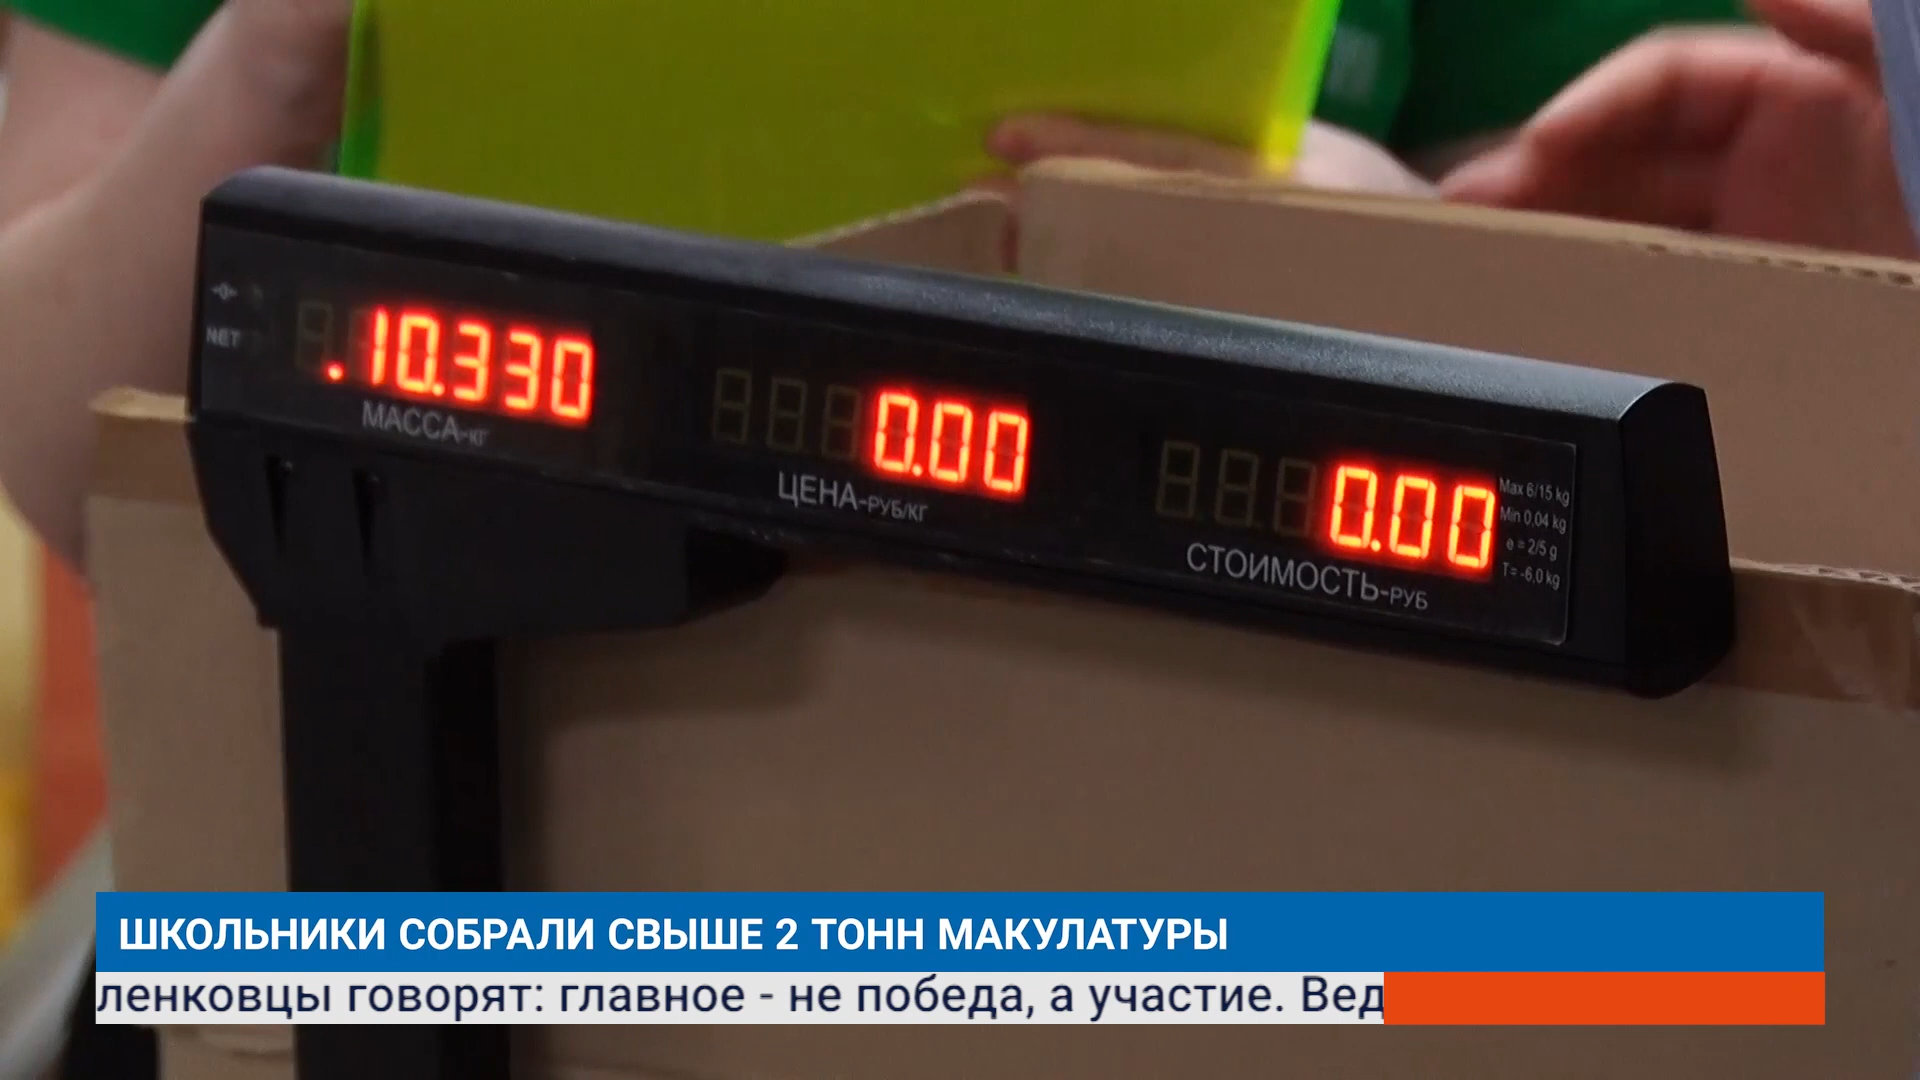 NET
.10.330
МАССА-кг
0.00
ЦЕНА-РУБ/КГ
0.00
СТОИМОСТЬ-РУБ
Max 6/15 kg
Min 0,04 kg
e = 2/5 g
T= -6,0 kg
ШКОЛЬНИКИ СОБРАЛИ СВЫШЕ 2 ТОНН МАКУЛАТУРЫ
ленковцы говорят: главное - не победа, а участие. Вед